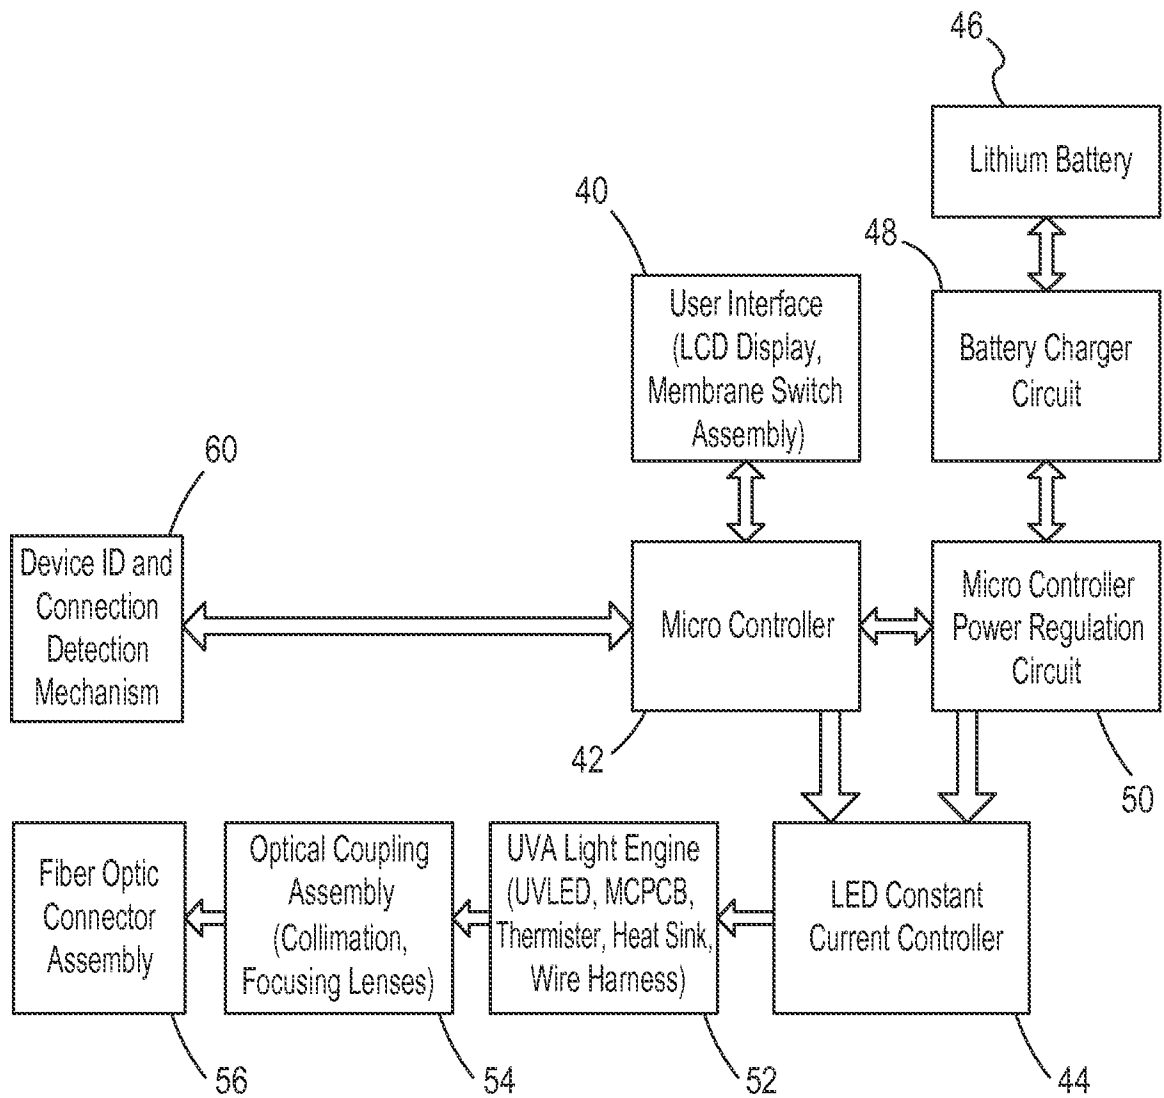 46
Lithium Battery
40
48
User Interface
(LCD Display,
Membrane Switch
Assembly)
Battery Charger
Circuit
60
Device ID and
Connection
Detection
Mechanism
Micro Controller
Micro Controller
Power Regulation
Circuit
42
50
Fiber Optic
Connector
Assembly
Optical Coupling
Assembly
(Collimation,
Focusing Lenses)
UVA Light Engine
(UVLED, MCPCB,
Thermister, Heat Sink,
Wire Harness)
LED Constant
Current Controller
56
54
52
44